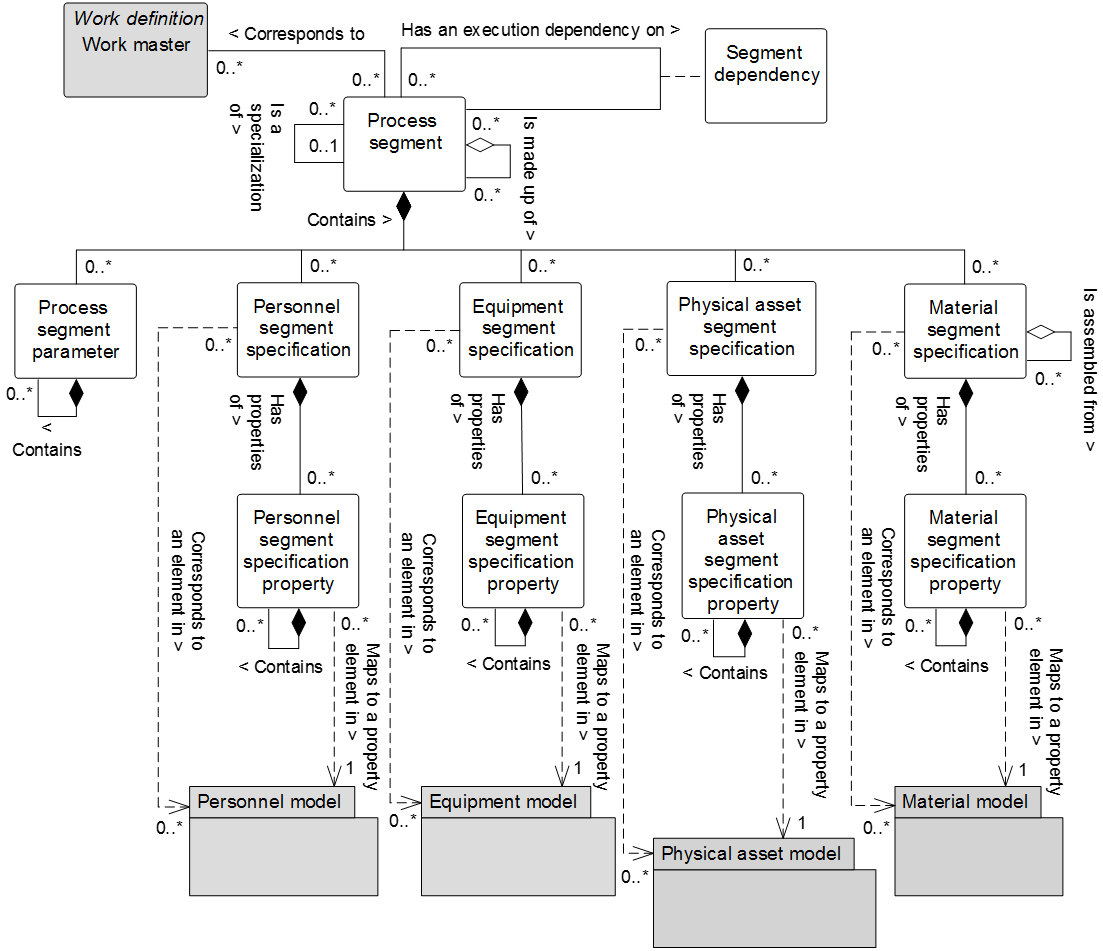 Work definition
Work master
< Corresponds to
0..*
0..*
Has an execution dependency on >
0..*
Segment
dependency
Is a
specialization
of >
0..*
0..1
Process
segment
0..*
0..*
Is made up of >
Contains >
0..*
0..*
0..*
0..*
0..*
Process
segment
parameter
0..*
<
Contains
Personnel
segment
specification
0..*
Equipment
segment
specification
0..*
Physical asset
segment
specification
0..*
Material
segment
specification
0..*
0..*
Is assembled from >
Has
properties
of >
0..*
Has
properties
of >
0..*
Has
properties
of >
0..*
Has
properties
of >
0..*
Corresponds to
an element in >
Personnel
segment
specification
property
0..*
< Contains
0..*
Maps to a property
element in >
1
Corresponds to
an element in >
Equipment
segment
specification
property
0..*
< Contains
0..*
Maps to a property
element in >
1
Corresponds to
an element in >
Physical
asset
segment
specification
property
0..*
< Contains
0..*
Maps to a property
element in >
1
Corresponds to
an element in >
Material
segment
specification
property
0..*
< Contains
0..*
Maps to a property
element in >
1
Personnel model
0..*
Equipment model
0..*
Physical asset model
0..*
Material model
0..*